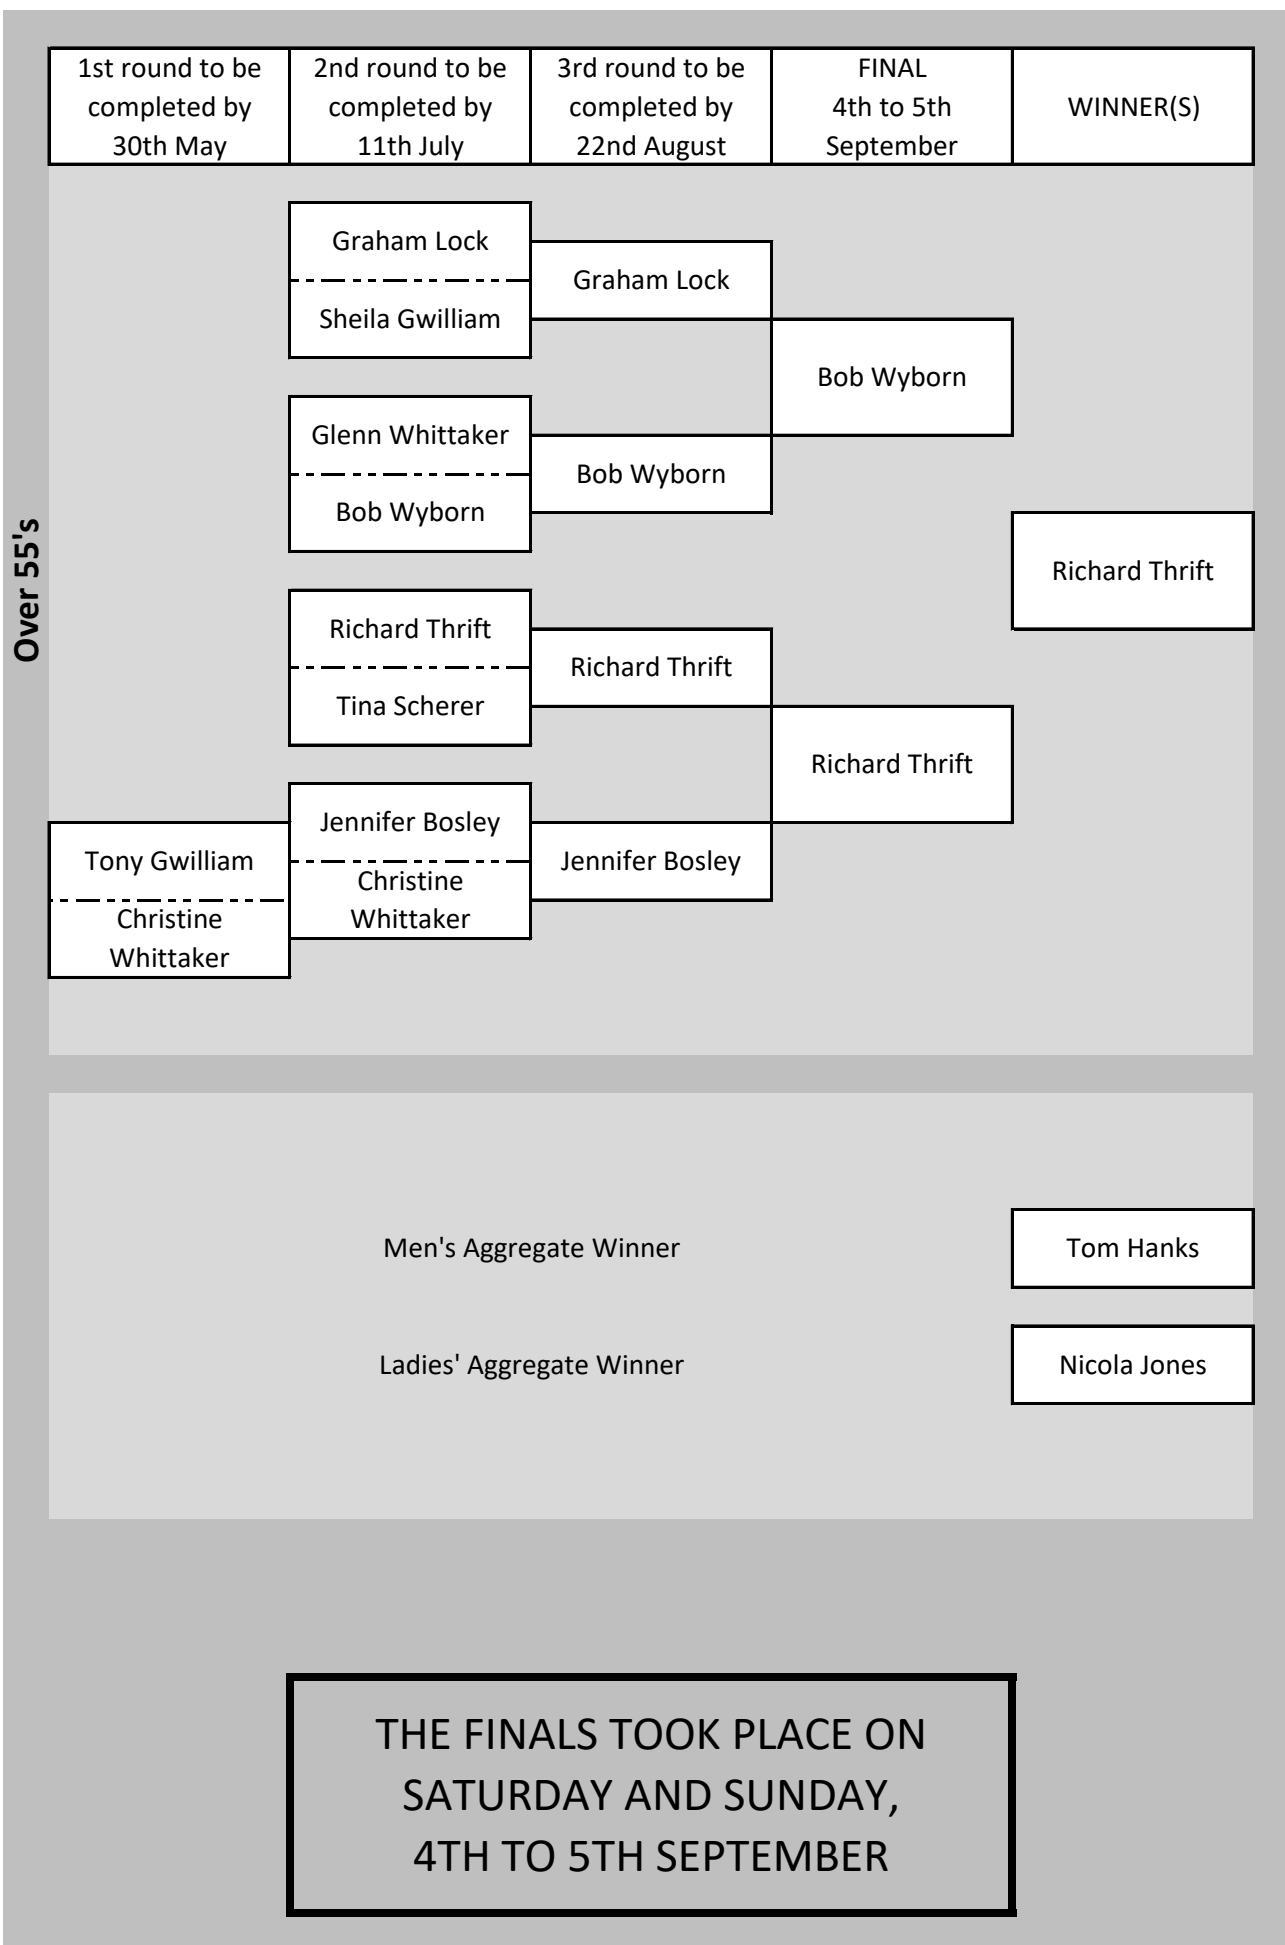 1st round to be
completed by
30th May
2nd round to be
completed by
11th July
3rd round to be
completed by
22nd August
FINAL
4th to 5th
September
WINNER(S)
Over 55's
Graham Lock
Sheila Gwilliam
Graham Lock
Bob Wyborn
Glenn Whittaker
Bob Wyborn
Bob Wyborn
Richard Thrift
Richard Thrift
Tina Scherer
Richard Thrift
Richard Thrift
Jennifer Bosley
Christine
Whittaker
Jennifer Bosley
Tony Gwilliam
Christine
Whittaker
Men's Aggregate Winner
Tom Hanks
Ladies' Aggregate Winner
Nicola Jones
THE FINALS TOOK PLACE ON
SATURDAY AND SUNDAY,
4TH TO 5TH SEPTEMBER